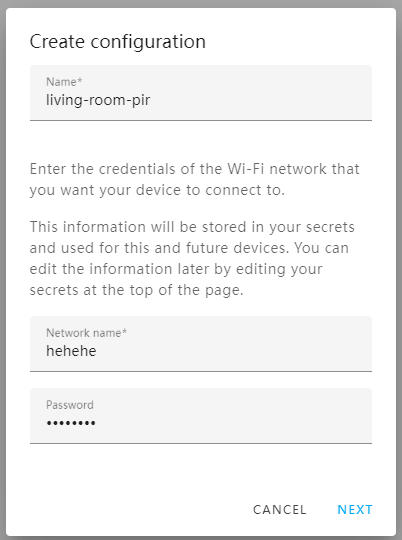 Create configuration
Name*
living-room-pir
Enter the credentials of the Wi-Fi network that
you want your device to connect to.
This information will be stored in your secrets
and used for this and future devices. You can
edit the information later by editing your
secrets at the top of the page.
Network name*
hehehe
Password
••••••••
CANCEL NEXT